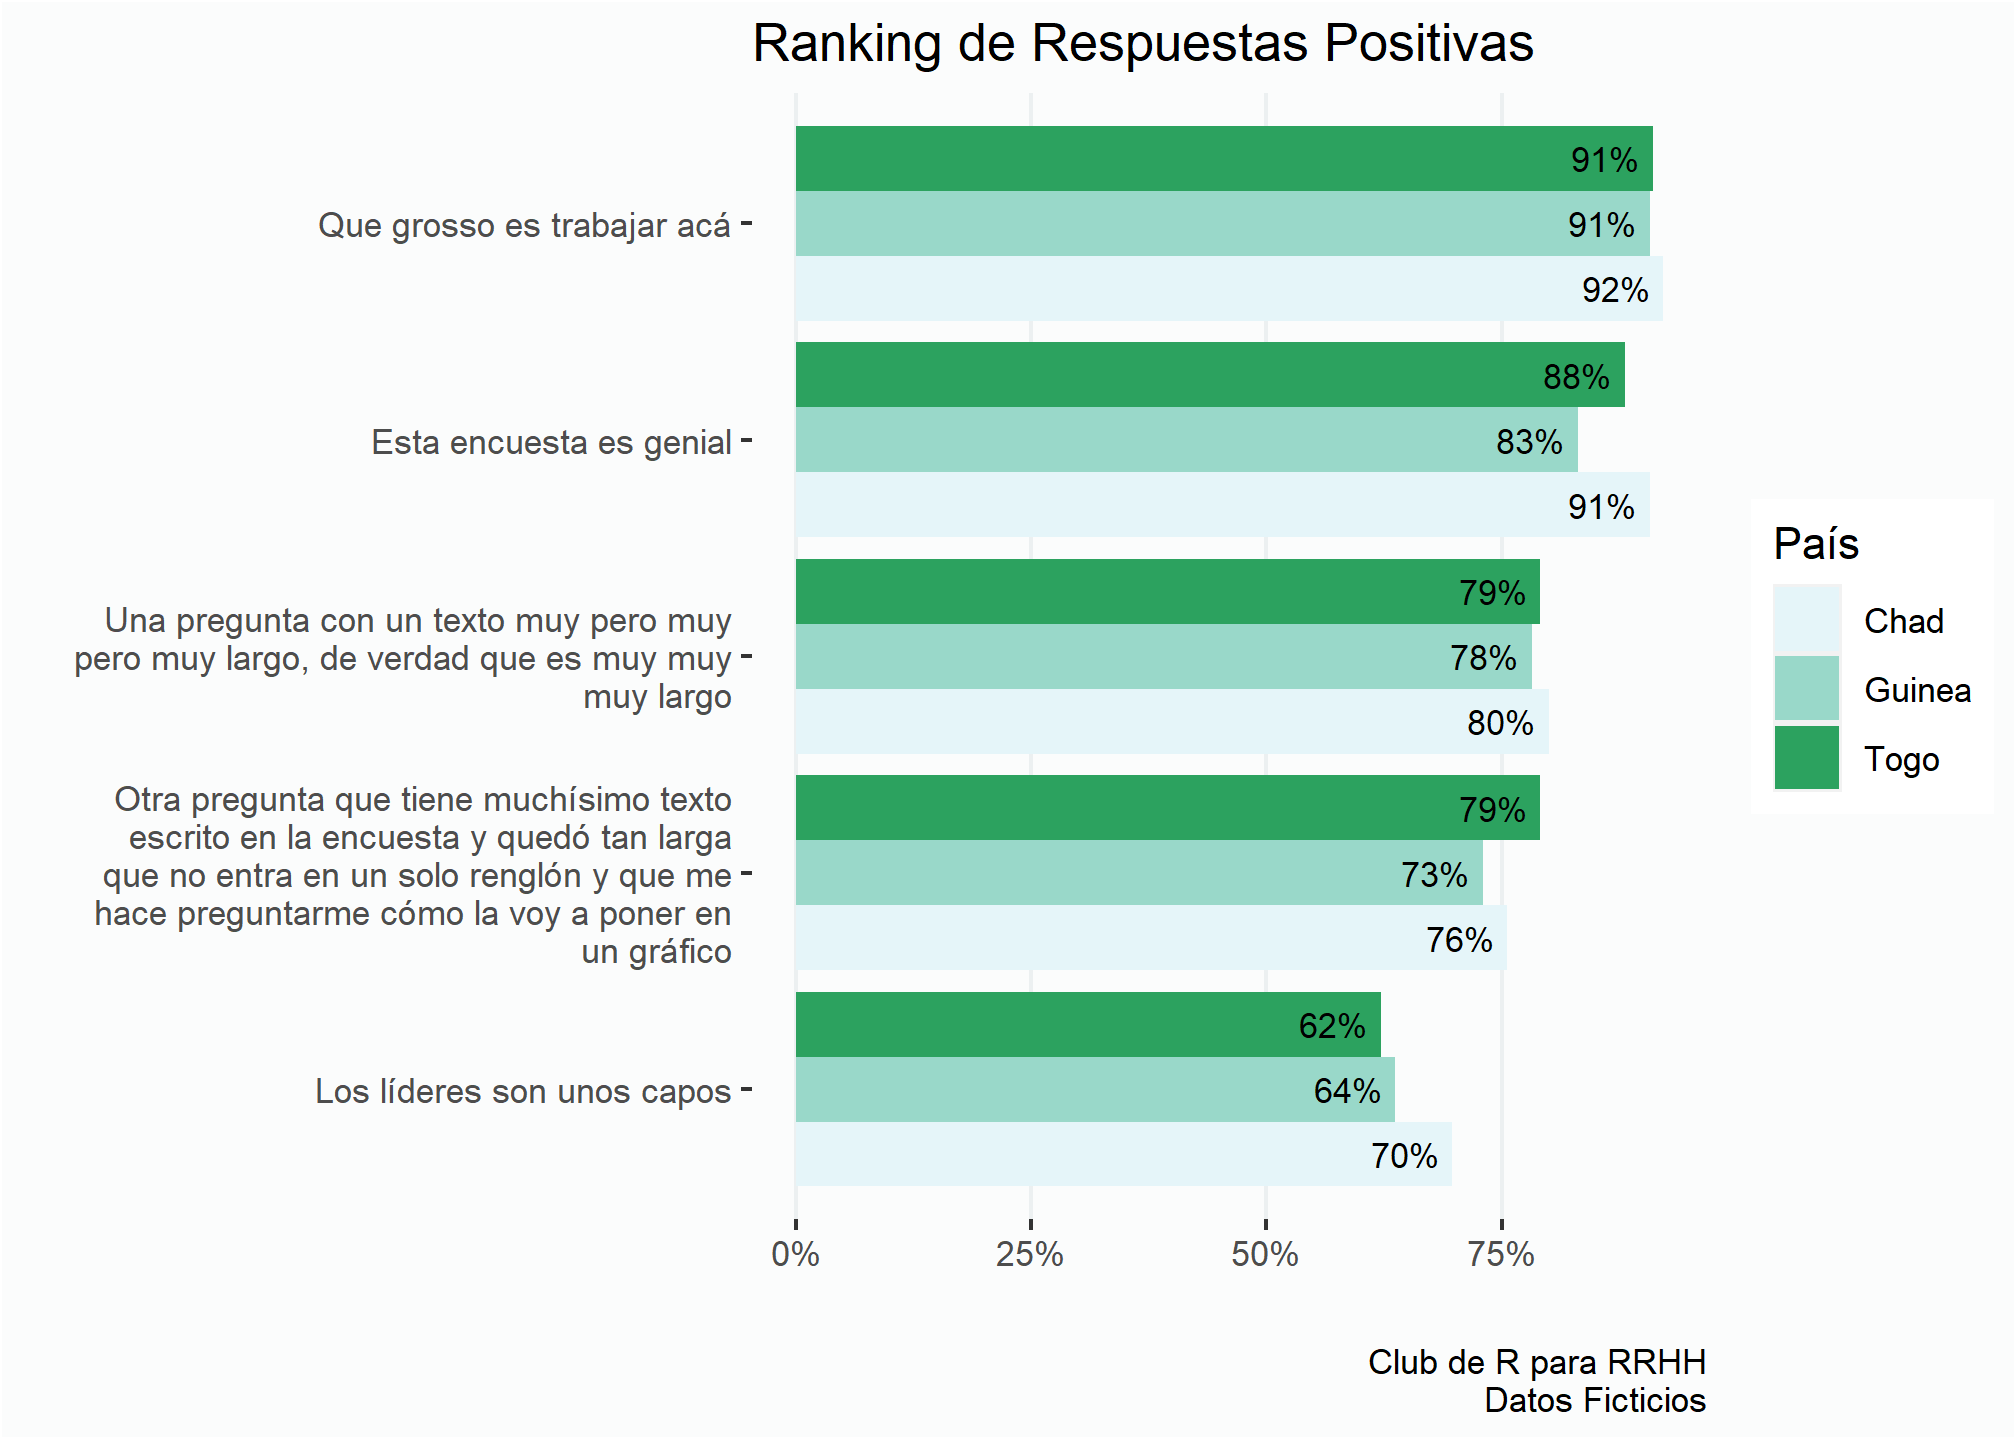 Ranking de Respuestas Positivas
Que grosso es trabajar acá
91%
91%
92%
Esta encuesta es genial
88%
83%
91%
Una pregunta con un texto muy pero muy
pero muy largo, de verdad que es muy muy
muy largo
79%
78%
80%
Otra pregunta que tiene muchísimo texto
escrito en la encuesta y quedó tan larga
que no entra en un solo renglón y que me
hace preguntarme cómo la voy a poner en
un gráfico
79%
73%
76%
Los líderes son unos capos
62%
64%
70%
0% 25% 50% 75%
País
Chad
Guinea
Togo
Club de R para RRHH
Datos Ficticios